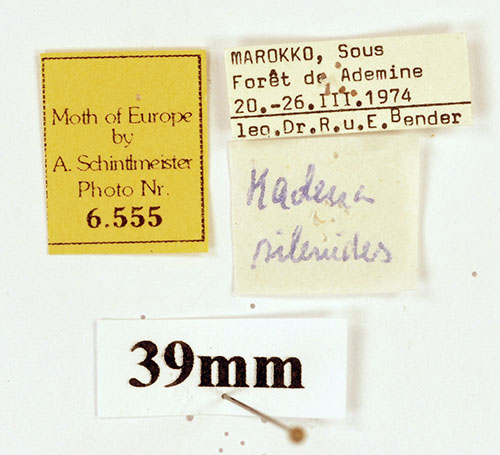 Moth of Europe
by
A. Schintlmeister
Photo Nr.
6.555
MAROKKO, Sous
Forêt de Ademine
20.-26.III.1974
leg.Dr.R.u.E.Bender
Hadena
silenides
39mm